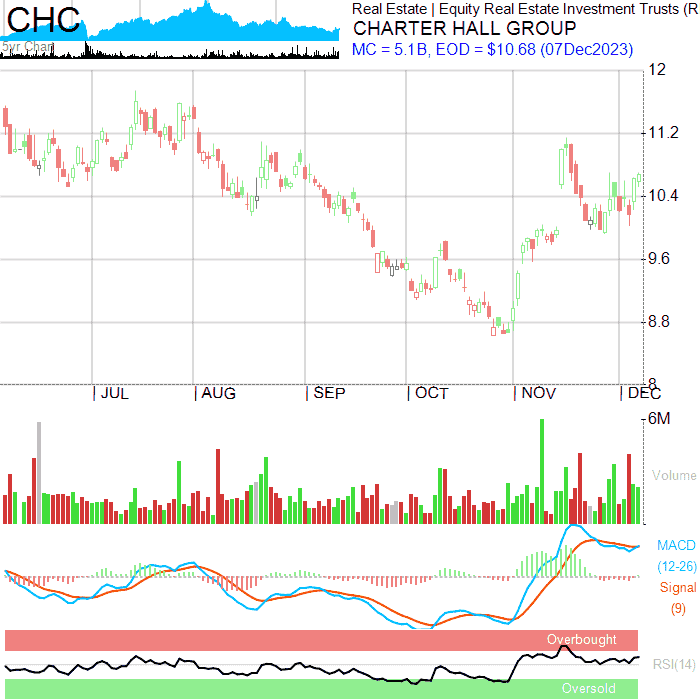 CHC
5yr Chart
Real Estate | Equity Real Estate Investment Trusts (R
CHARTER HALL GROUP
MC = 5.1B, EOD = $10.68 (07Dec2023)
12
11.2
10.4
9.6
8.8
8
JUL AUG SEP OCT NOV DEC
6M
Volume
MACD
(12-26)
Signal
(9)
Overbought
RSI(14)
Oversold